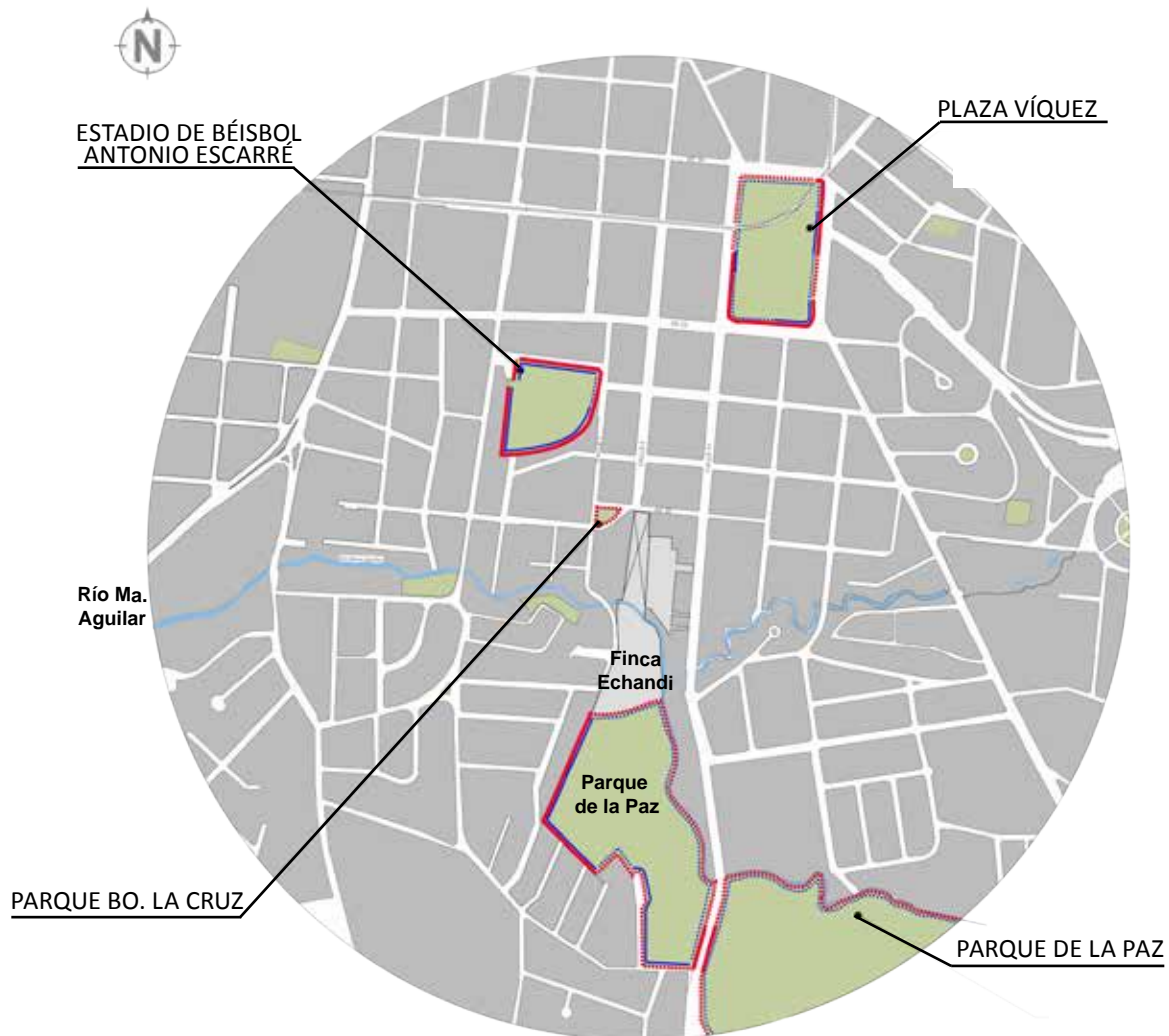 N
ESTADIO DE BÉISBOL
ANTONIO ESCARRÉ
PLAZA VÍQUEZ
Río Ma.
Aguilar
Finca
Echandi
Parque
de la Paz
PARQUE BO. LA CRUZ
PARQUE DE LA PAZ